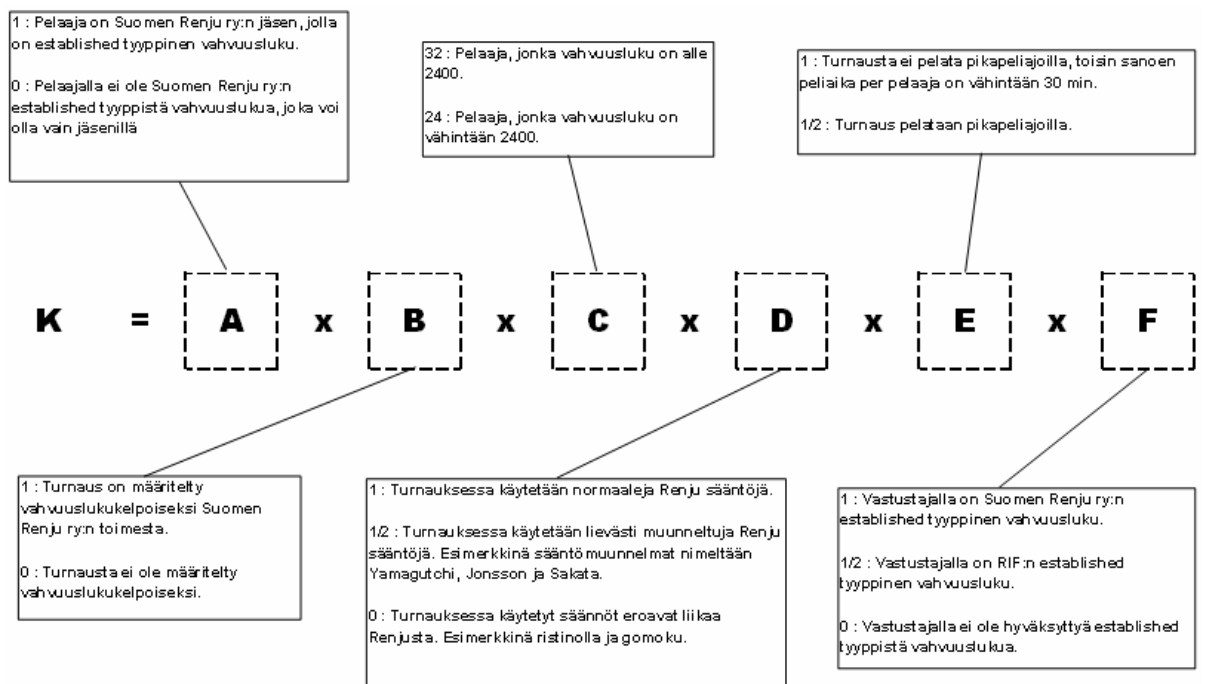 1 : Pelaaja on Suomen Renju ry:n jäsen, jolla
on established tyyppinen vahvuusluku.
0 : Pelaajalla ei ole Suomen Renju ry:n
established tyyppistä vahvuuslukua, joka voi
olla vain jäsenillä
32 : Pelaaja, jonka vahvuusluku on alle
2400.
24 : Pelaaja, jonka vahvuusluku on
vähintään 2400.
1 : Turnausta ei pelata pikapeliajoilla, toisin sanoen
peliaika per pelaaja on vähintään 30 min.
1/2 : Turnaus pelataan pikapeliajoilla.
K = A x B x C x D x E x F
1 : Turnaus on määritelty
vahvuuslukukelpoiseksi Suomen
Renju ry:n toimesta.
0 : Turnausta ei ole määritelty
vahvuuslukukelpoiseksi.
1 : Turnauksessa käytetään normaaleja Renju sääntöjä.
1/2 : Turnauksessa käytetään lievästi muunneltuja Renju
sääntöjä. Esimerkkinä sääntömuunnelmat nimeltään
Yamagutchi, Jonsson ja Sakata.
0 : Turnauksessa käytetyt säännöt eroavat liikaa
Renjusta. Esimerkkinä ristinolla ja gomoku.
1 : Vastustajalla on Suomen Renju ry:n
established tyyppinen vahvuusluku.
1/2 : Vastustajalla on RIF:n established
tyyppinen vahvuusluku.
0 : Vastustajalla ei ole hyväksyttyä established
tyyppistä vahvuuslukua.